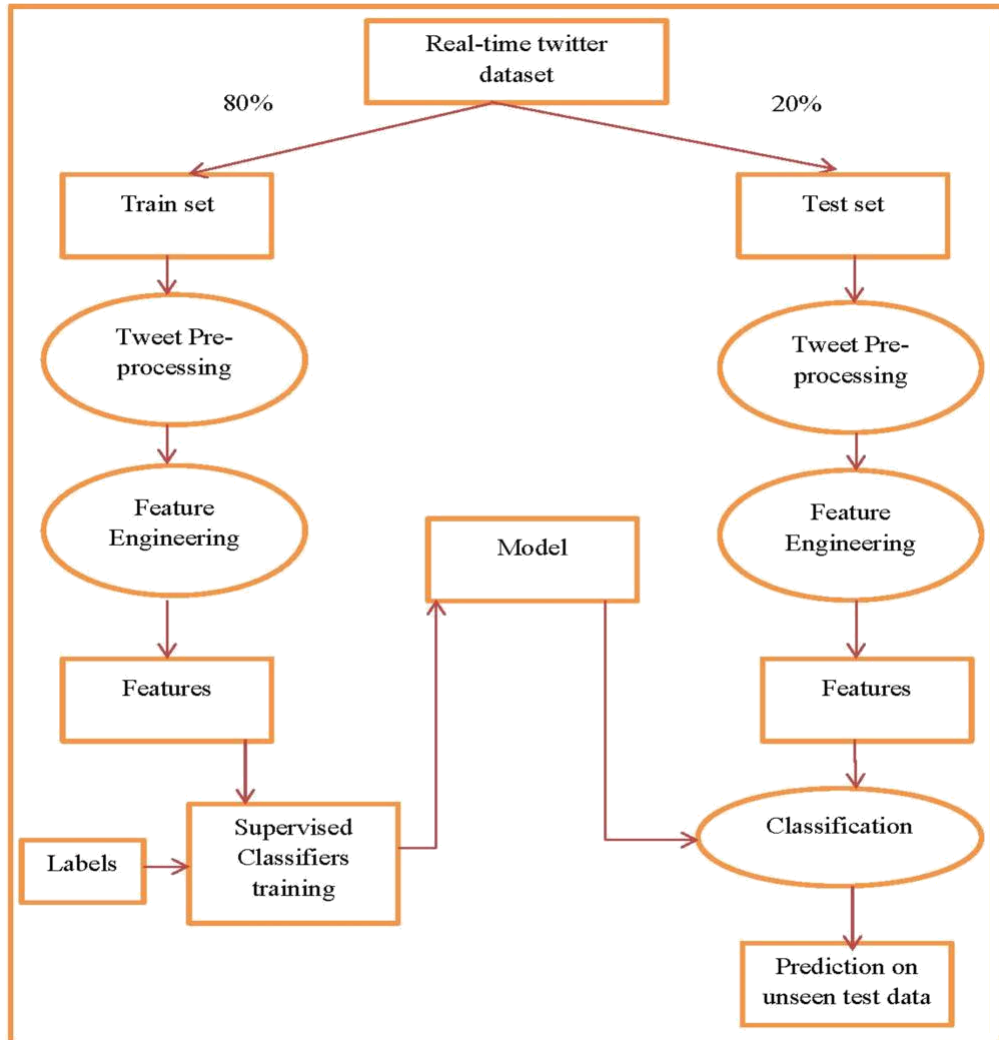 Real-time twitter
dataset
80%
20%
Train set
Test set
Tweet Pre-
processing
Tweet Pre-
processing
Feature
Engineering
Feature
Engineering
Model
Features
Features
Supervised
Classifiers
training
Labels
Classification
Prediction on
unseen test data